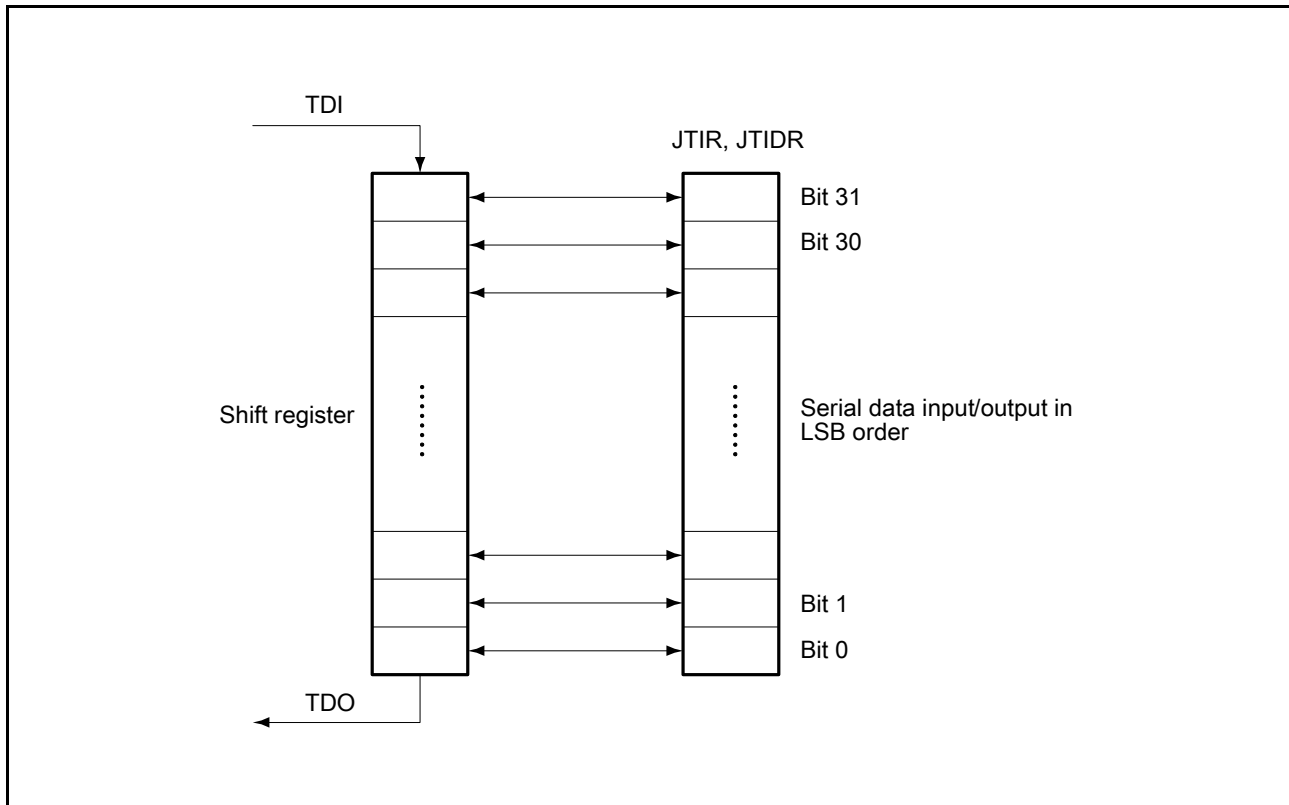 TDI
JTIR, JTIDR
Bit 31
Bit 30
Shift register
Serial data input/output in
LSB order
Bit 1
Bit 0
TDO